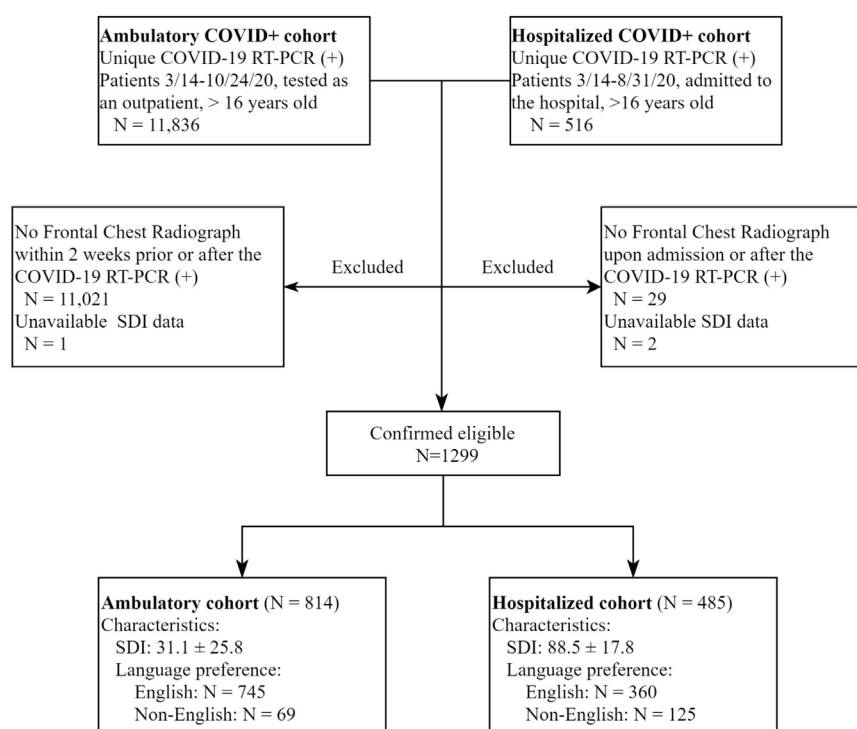 Ambulatory COVID+ cohort
Unique COVID-19 RT-PCR (+)
Patients 3/14-10/24/20, tested as
an outpatient, > 16 years old
N = 11,836
Hospitalized COVID+ cohort
Unique COVID-19 RT-PCR (+)
Patients 3/14-8/31/20, admitted to
the hospital, >16 years old
N = 516
No Frontal Chest Radiograph
within 2 weeks prior or after the
COVID-19 RT-PCR (+)
N = 11,021
Unavailable SDI data
N = 1
Excluded
Excluded
No Frontal Chest Radiograph
upon admission or after the
COVID-19 RT-PCR (+)
N = 29
Unavailable SDI data
N = 2
Confirmed eligible
N=1299
Ambulatory cohort (N = 814)
Characteristics:
SDI: 31.1 ± 25.8
Language preference:
English: N = 745
Non-English: N = 69
Hospitalized cohort (N = 485)
Characteristics:
SDI: 88.5 ± 17.8
Language preference:
English: N = 360
Non-English: N = 125